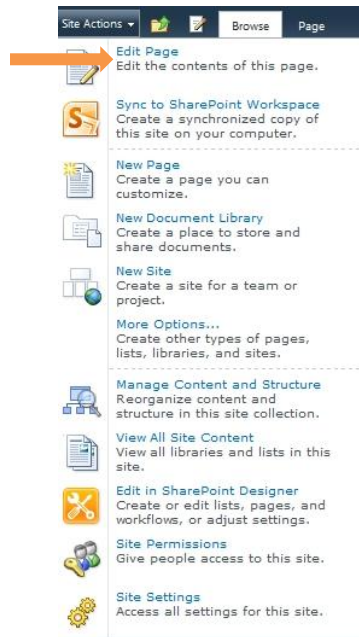 Site Actions Browse Page
Edit Page
Edit the contents of this page.
Sync to SharePoint Workspace
Create a synchronized copy of
this site on your computer.
New Page
Create a page you can
customize.
New Document Library
Create a place to store and
share documents.
New Site
Create a site for a team or
project.
More Options...
Create other types of pages,
lists, libraries, and sites.
Manage Content and Structure
Reorganize content and
structure in this site collection.
View All Site Content
View all libraries and lists in this
site.
Edit in SharePoint Designer
Create or edit lists, pages, and
workflows, or adjust settings.
Site Permissions
Give people access to this site.
Site Settings
Access all settings for this site.